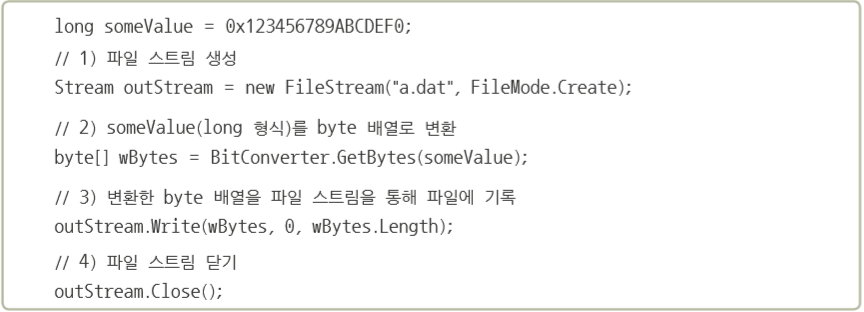 long someValue = 0x123456789ABCDEF0;
// 1) 파일 스트림 생성
Stream outStream = new FileStream("a.dat", FileMode.Create);
// 2) someValue(long 형식)를 byte 배열로 변환
byte[] wBytes = BitConverter.GetBytes(someValue);
// 3) 변환한 byte 배열을 파일 스트림을 통해 파일에 기록
outStream.Write(wBytes, 0, wBytes.Length);
// 4) 파일 스트림 닫기
outStream.Close();